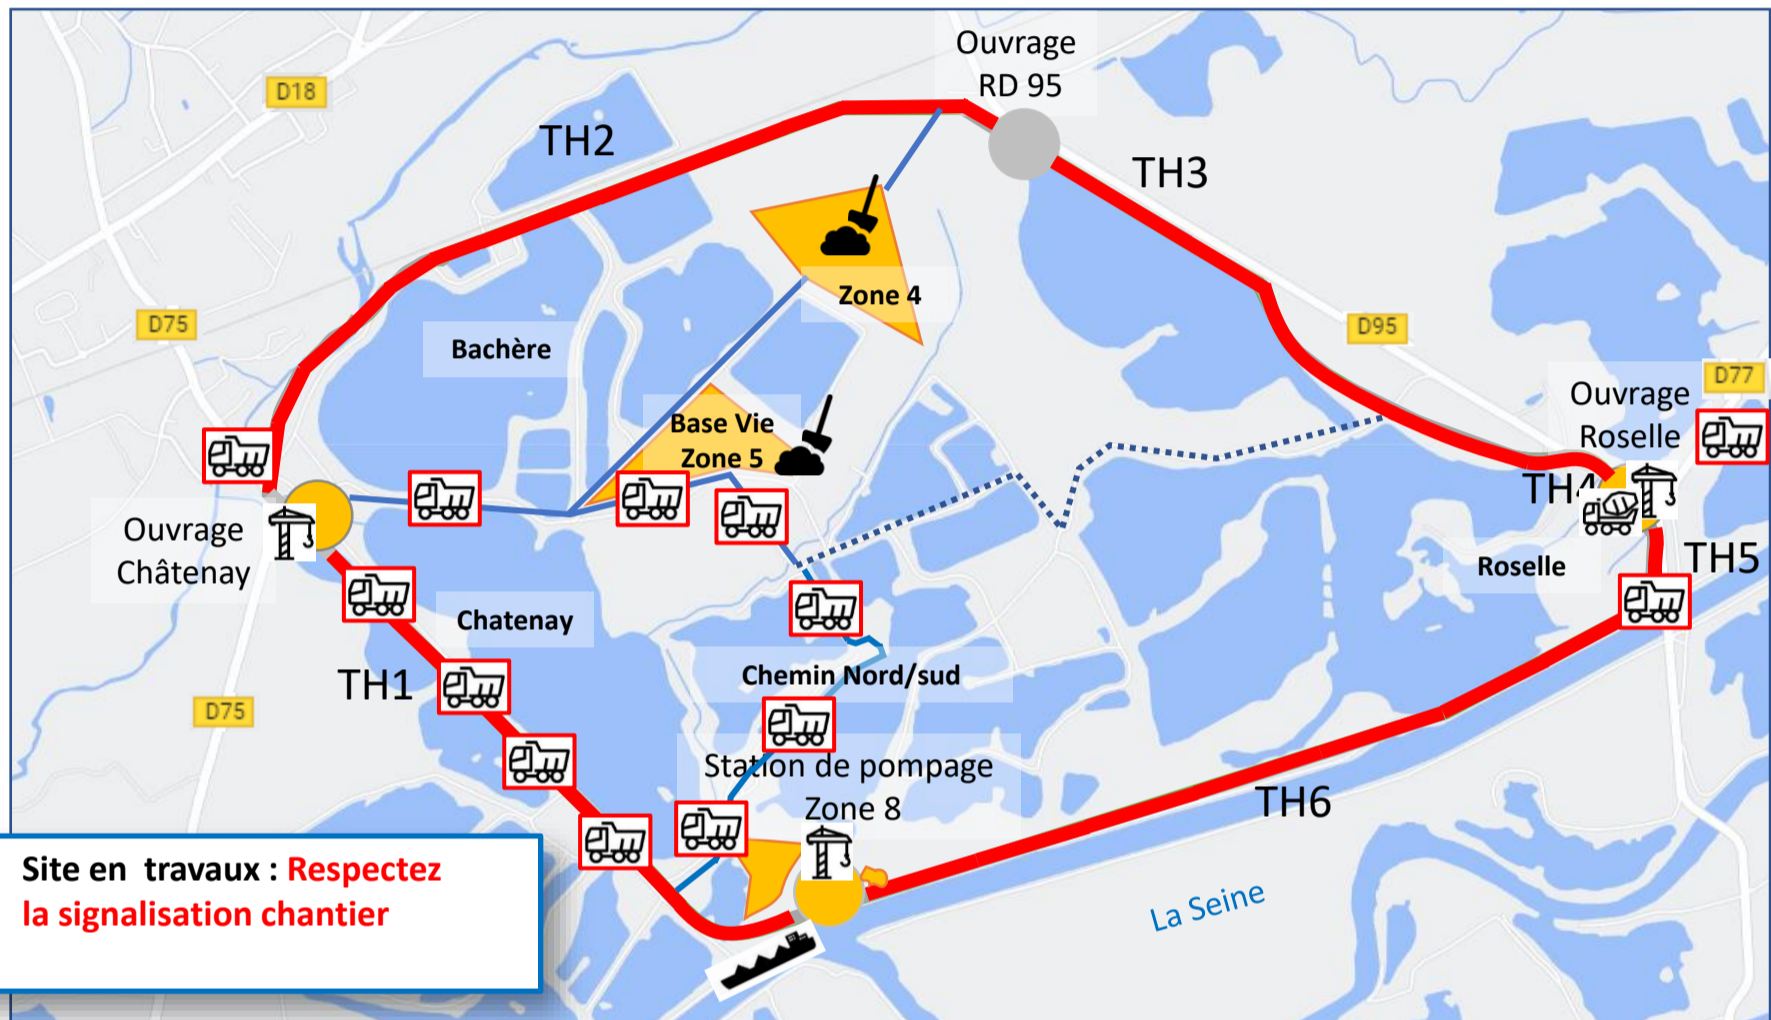 Ouvrage
RD 95
D18
TH2
TH3
Zone 4
D75
D95
Bachère
D77
Ouvrage
Roselle
Base Vie
Zone 5
TH4
Ouvrage
Châtenay
TH5
Roselle
Chatenay
Chemin Nord/sud
TH1
D75
Station de pompage
Zone 8
TH6
Site en travaux : Respectez
la signalisation chantier
La Seine